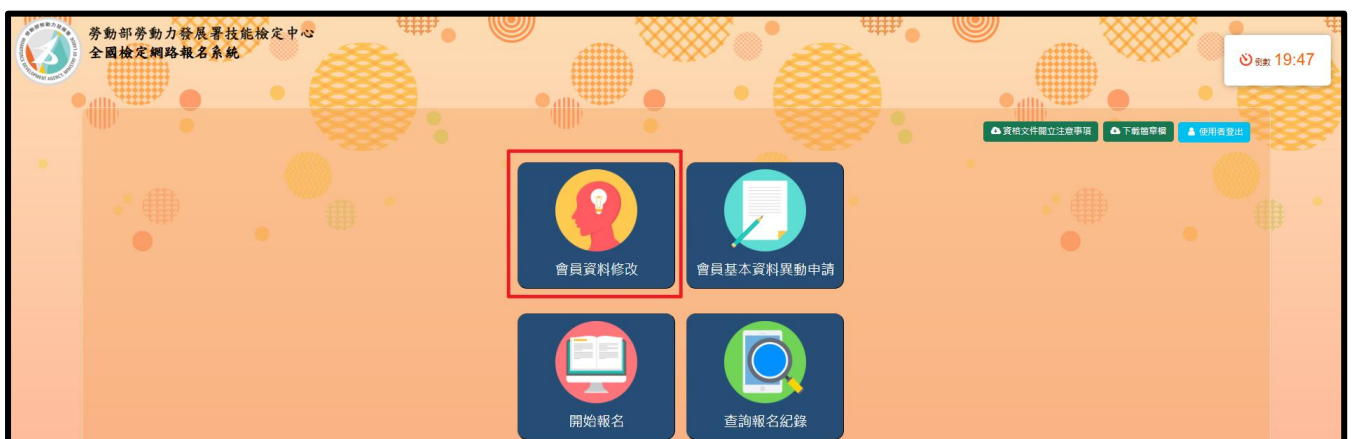 勞動部勞動力發展署技能檢定中心
全國檢定網路報名系統
倒數 19:47
資格文件開立注意事項 下載簡章檔 使用者登出
會員資料修改 會員基本資料異動申請
開始報名 查詢報名紀錄